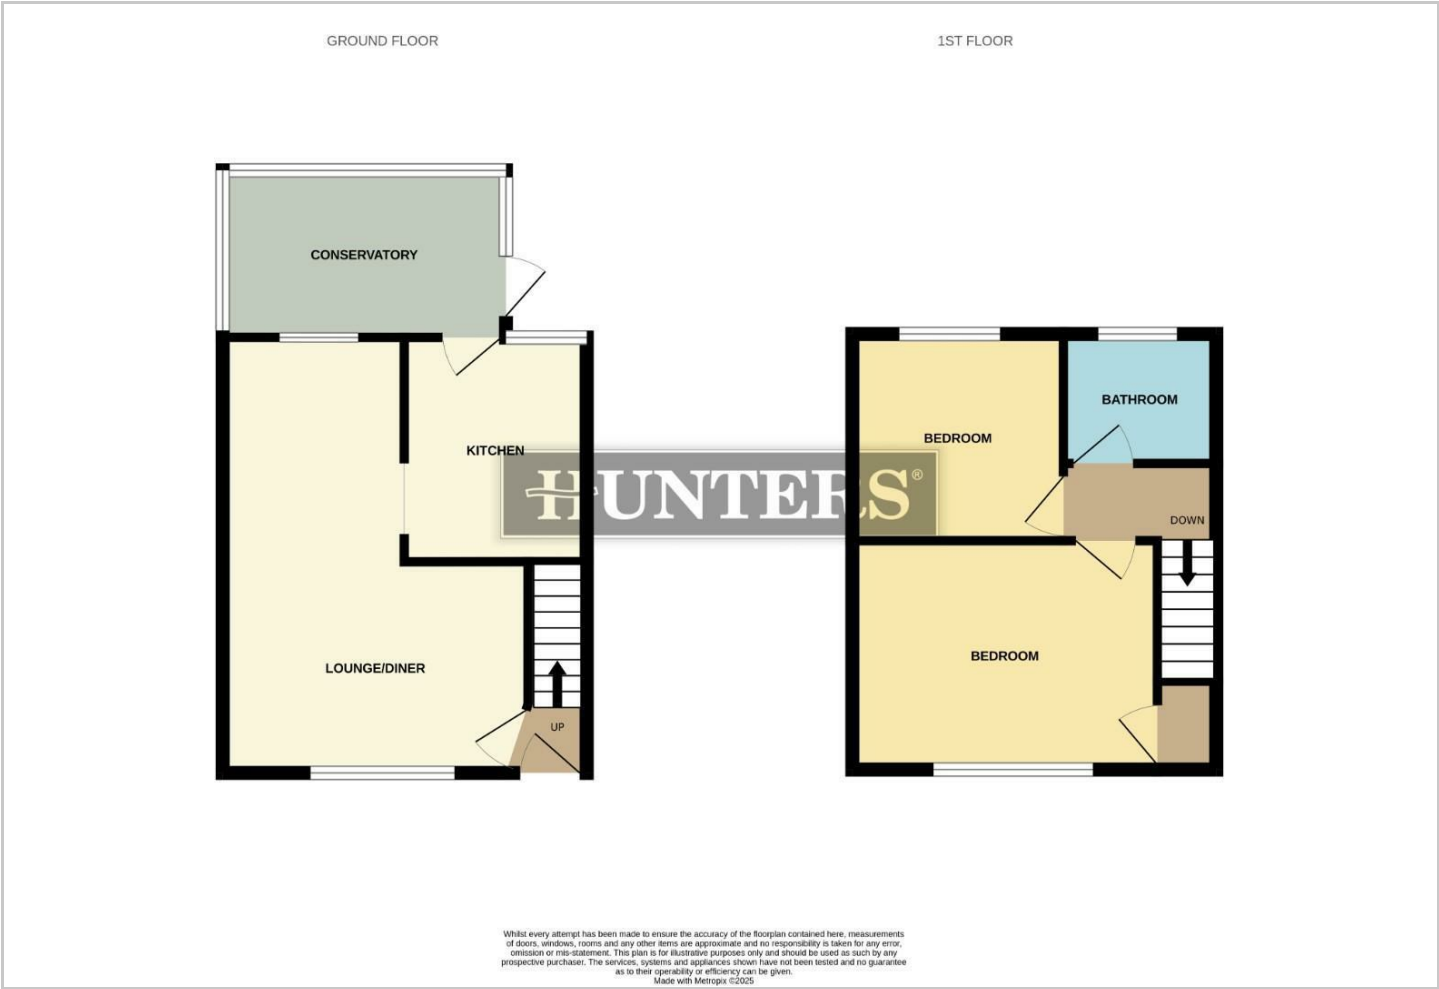 GROUND FLOOR
1ST FLOOR
CONSERVATORY
KITCHEN
LOUNGE/DINER
UP
BEDROOM
BATHROOM
DOWN
BEDROOM
HUNTERS®
Whilst every attempt has been made to ensure the accuracy of the floorplan contained here, measurements
of doors, windows, rooms and any other items are approximate and no responsibility is taken for any error,
omission or mis-statement. This plan is for illustrative purposes only and should be used as such by any
prospective purchaser. The services, systems and appliances shown have not been tested and no guarantee
as to their operability or efficiency can be given.
Made with Metropix ©2025